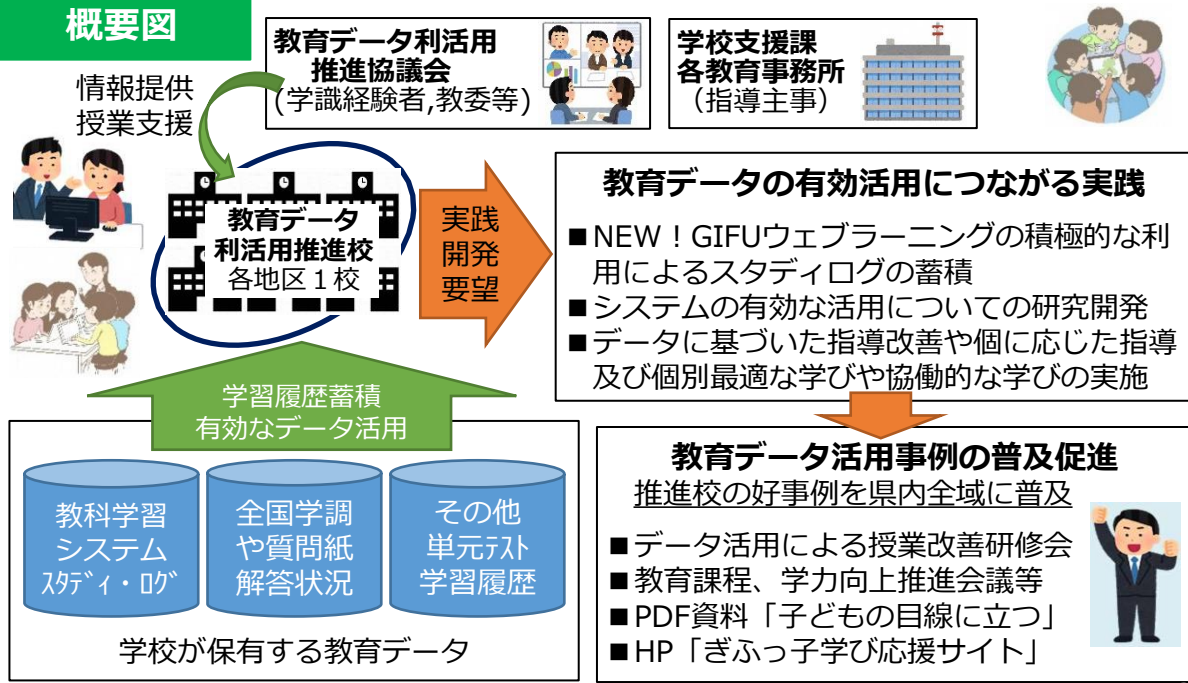 概要図
教育データ利活用
推進協議会
(学識経験者,教委等)
学校支援課
各教育事務所
（指導主事）
情報提供
授業支援
教育データ
利活用推進校
各地区１校
実践
開発
要望
教育データの有効活用につながる実践
■NEW！GIFUウェブラーニングの積極的な利
用によるスタディログの蓄積
■システムの有効な活用についての研究開発
■データに基づいた指導改善や個に応じた指導
及び個別最適な学びや協働的な学びの実施
学習履歴蓄積
有効なデータ活用
教科学習
システム
ｽﾀﾃﾞｨ・ﾛｸﾞ
全国学調
や質問紙
解答状況
その他
単元ﾃｽﾄ
学習履歴
学校が保有する教育データ
教育データ活用事例の普及促進
推進校の好事例を県内全域に普及
■データ活用による授業改善研修会
■教育課程、学力向上推進会議等
■PDF資料「子どもの目線に立つ」
■HP「ぎふっ子学び応援サイト」